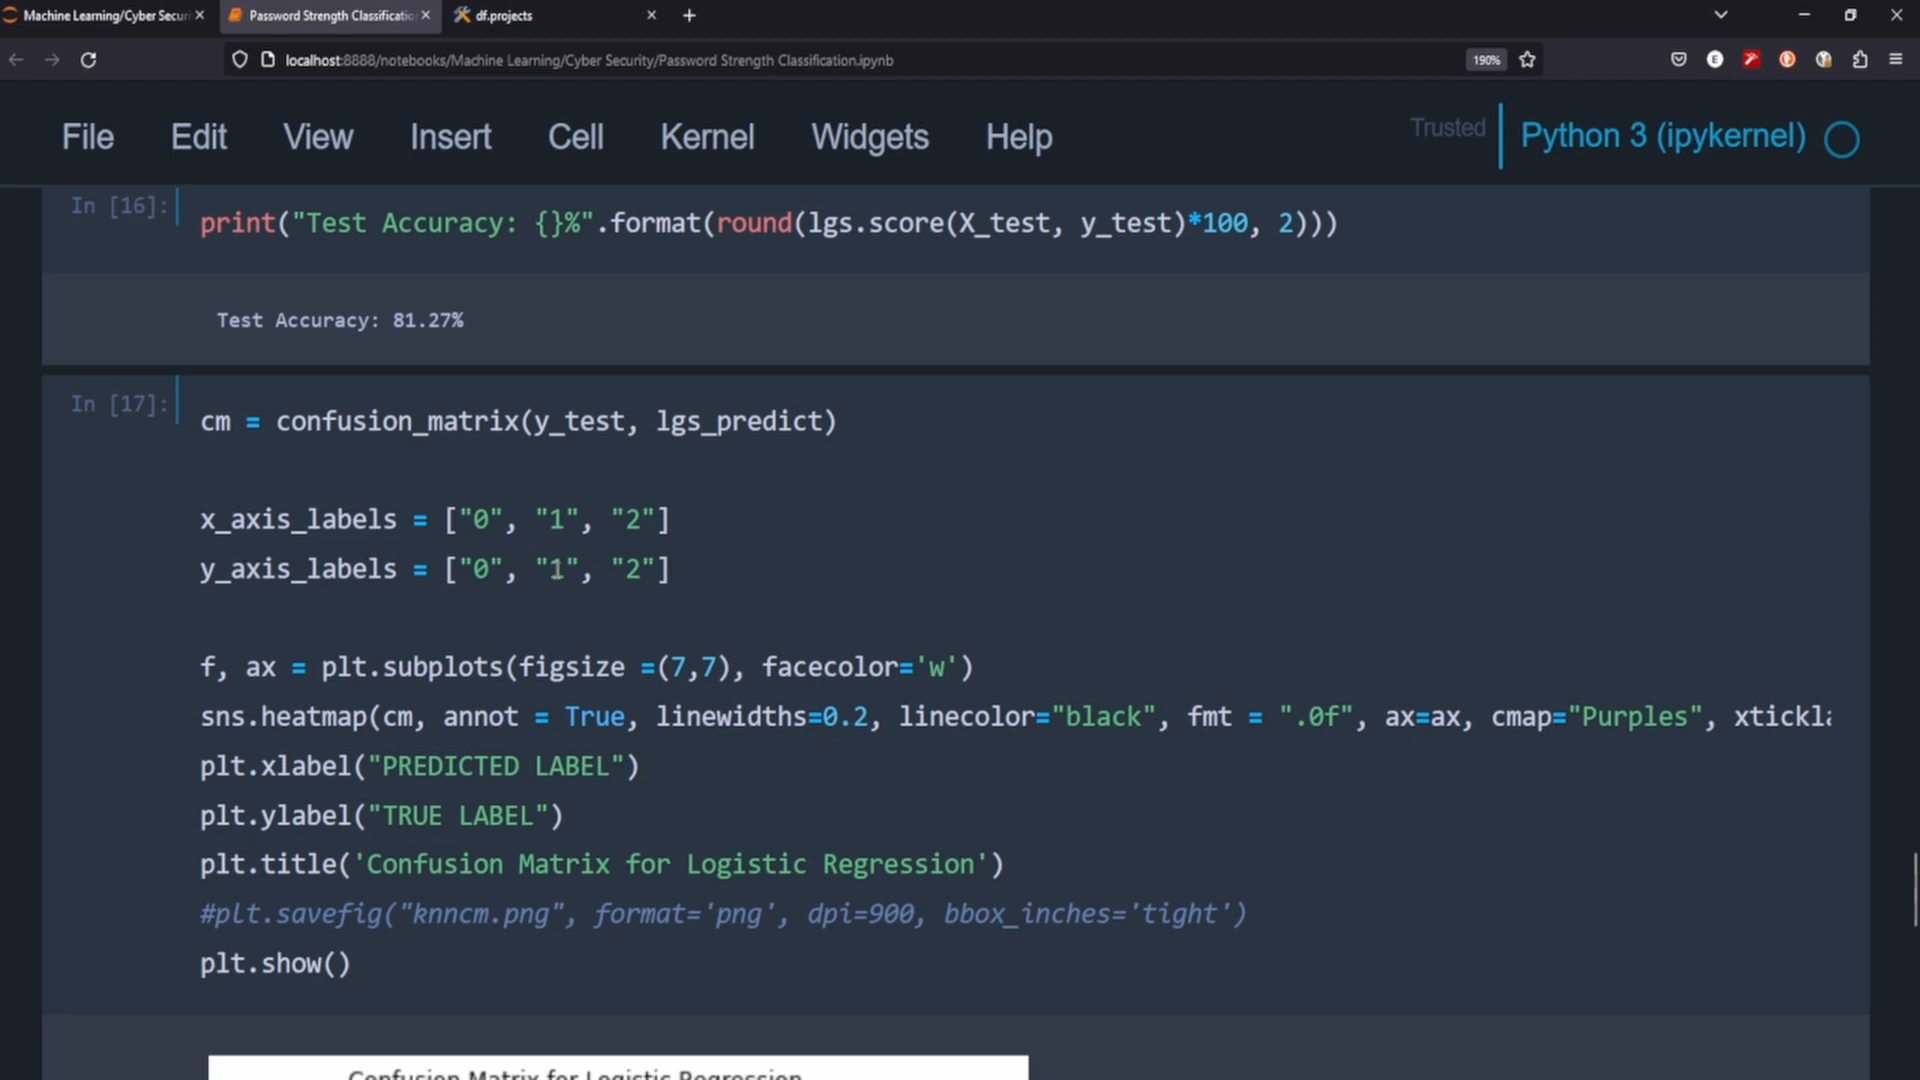 Machine Learning/Cyber Secur
Password Strength Classificatio
df.projects
localhost:8888/notebooks/Machine Learning/Cyber Security/Password Strength Classification.ipynb
190%
File Edit View Insert Cell Kernel Widgets Help
Trusted
Python 3 (ipykernel)
In [16]:
print("Test Accuracy: {}%".format(round(lgs.score(X_test, y_test)*100, 2)))
Test Accuracy: 81.27%
In [17]:
cm = confusion_matrix(y_test, lgs_predict)
x_axis_labels = ["0", "1", "2"]
y_axis_labels = ["0", "1", "2"]
f, ax = plt.subplots(figsize =(7,7), facecolor='w')
sns.heatmap(cm, annot = True, linewidths=0.2, linecolor="black", fmt = ".0f", ax=ax, cmap="Purples", xtickla
plt.xlabel("PREDICTED LABEL")
plt.ylabel("TRUE LABEL")
plt.title('Confusion Matrix for Logistic Regression')
#plt.savefig("knncm.png", format='png', dpi=900, bbox_inches='tight')
plt.show()
Confusion Matrix for Logistic Regression